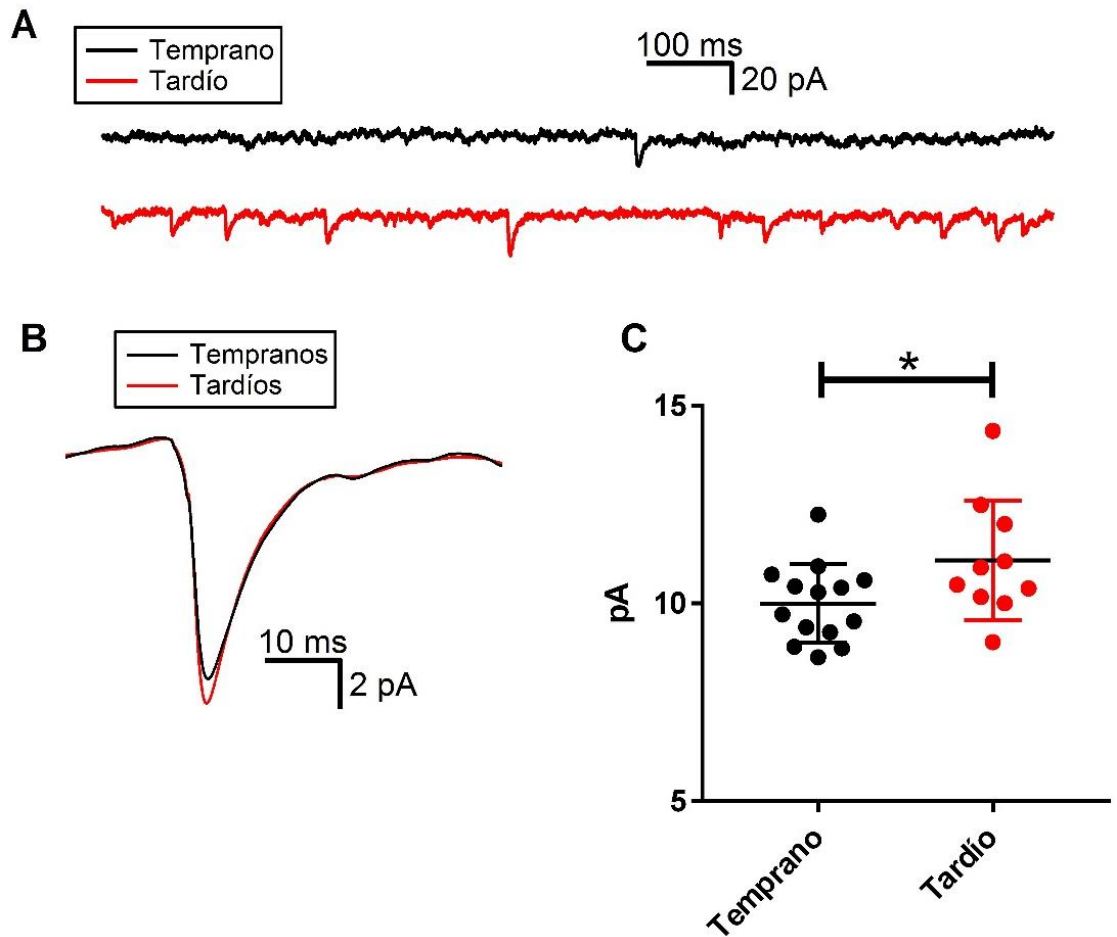 A
Temprano
Tardío
100 ms
20 pA
B
Tempranos
Tardíos
10 ms
2 pA
C
*
15
10
5
pA
Temprano
Tardío